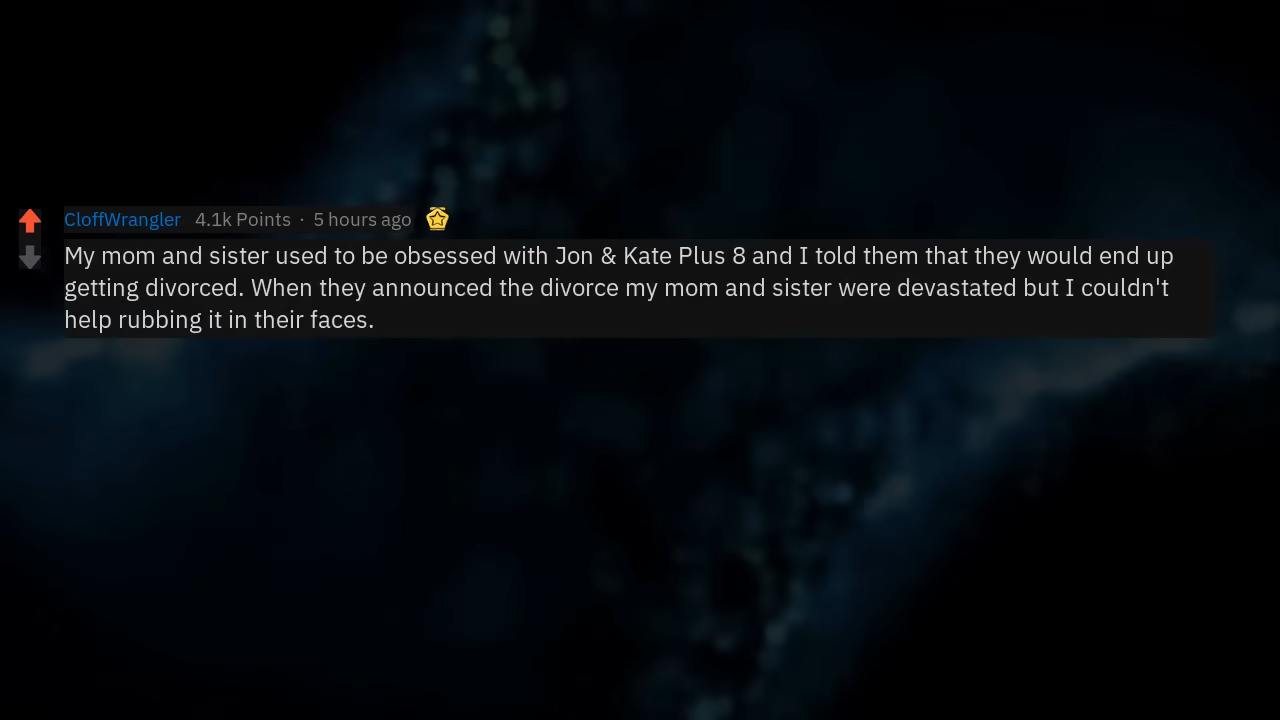 CloffWrangler 4.1k Points · 5 hours ago
My mom and sister used to be obsessed with Jon & Kate Plus 8 and I told them that they would end up
getting divorced. When they announced the divorce my mom and sister were devastated but I couldn't
help rubbing it in their faces.